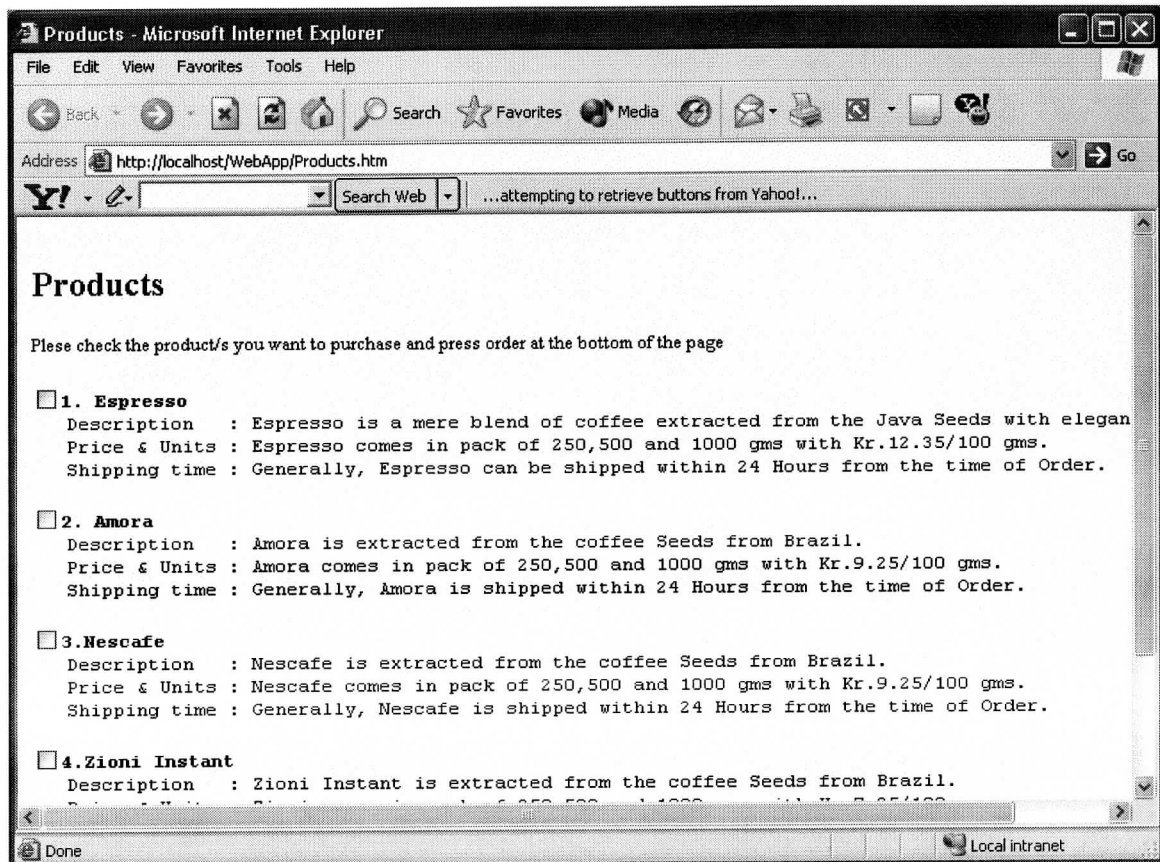 Products - Microsoft Internet Explorer
File Edit View Favorites Tools Help
Back Search Favorites Media
Address http://localhost/WebApp/Products.htm Go
Y! Search Web ...attempting to retrieve buttons from Yahoo!...
Products
Plese check the product/s you want to purchase and press order at the bottom of the page
1. Espresso
Description : Espresso is a mere blend of coffee extracted from the Java Seeds with elegan
Price & Units : Espresso comes in pack of 250,500 and 1000 gms with Kr.12.35/100 gms.
Shipping time : Generally, Espresso can be shipped within 24 Hours from the time of Order.
2. Amora
Description : Amora is extracted from the coffee Seeds from Brazil.
Price & Units : Amora comes in pack of 250,500 and 1000 gms with Kr.9.25/100 gms.
Shipping time : Generally, Amora is shipped within 24 Hours from the time of Order.
3.Nescafe
Description : Nescafe is extracted from the coffee Seeds from Brazil.
Price & Units : Nescafe comes in pack of 250,500 and 1000 gms with Kr.9.25/100 gms.
Shipping time : Generally, Nescafe is shipped within 24 Hours from the time of Order.
4.Zioni Instant
Description : Zioni Instant is extracted from the coffee Seeds from Brazil.
Done Local intranet